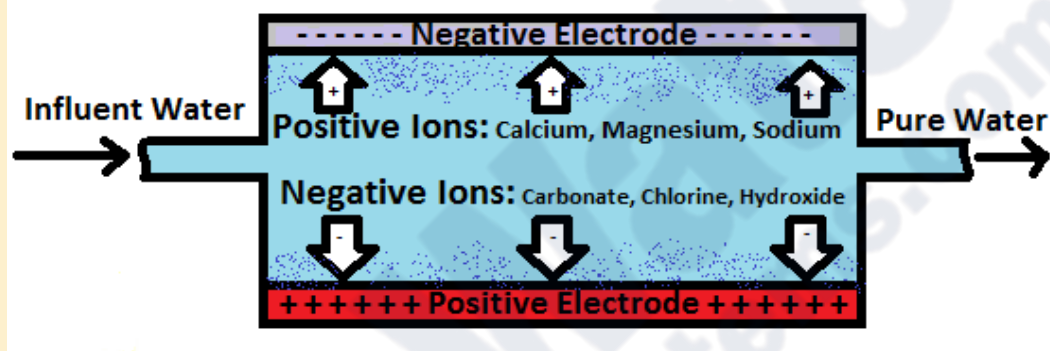 - - - - - - Negative Electrode - - - - - -
+ + +
Influent Water
Positive Ions: Calcium, Magnesium, Sodium
Pure Water
Negative Ions: Carbonate, Chlorine, Hydroxide
- - -
+ + + + + + Positive Electrode + + + + + +